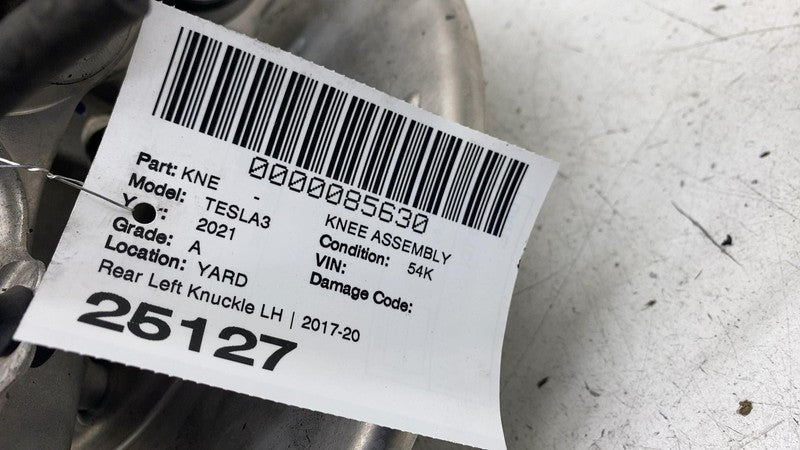 0000085630
Part: KNE - KNEE ASSEMBLY
Model: TESLA3 Condition: 54K
2021 VIN:
Grade: A Damage Code:
Location: YARD
Rear Left Knuckle LH | 2017-20
25127